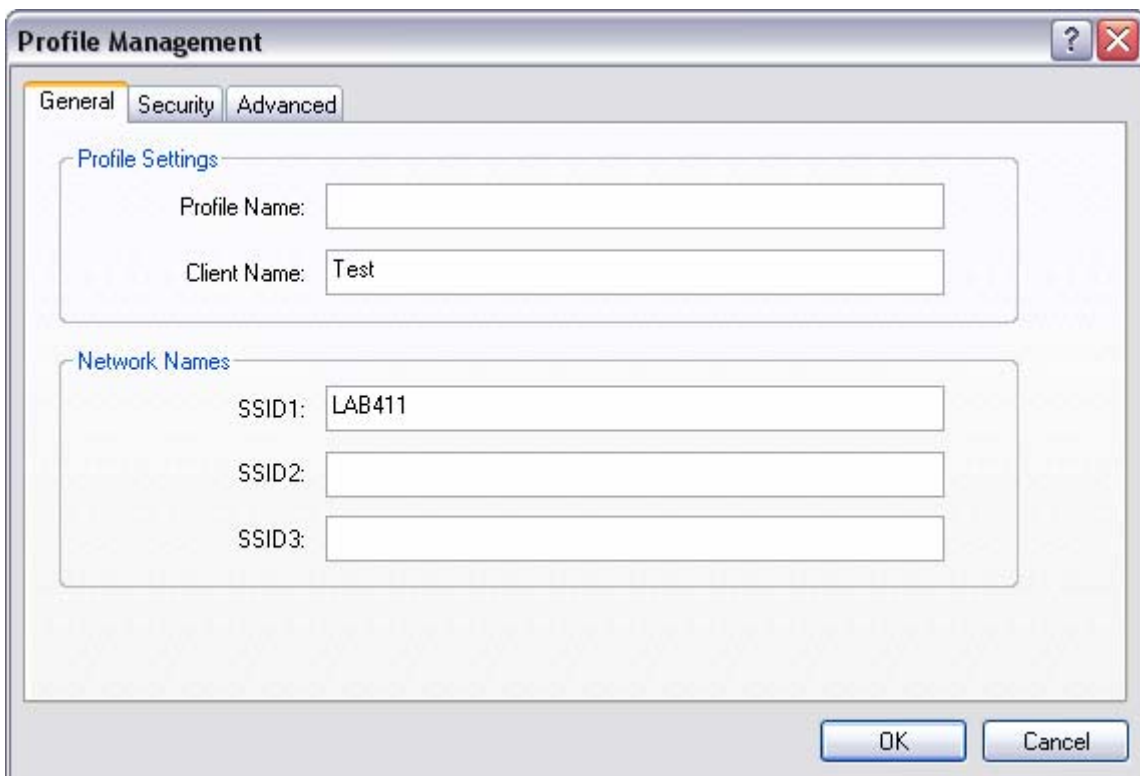 Profile Management
General Security Advanced
Profile Settings
Profile Name:
Client Name: Test
Network Names
SSID1: LAB411
SSID2:
SSID3:
OK Cancel